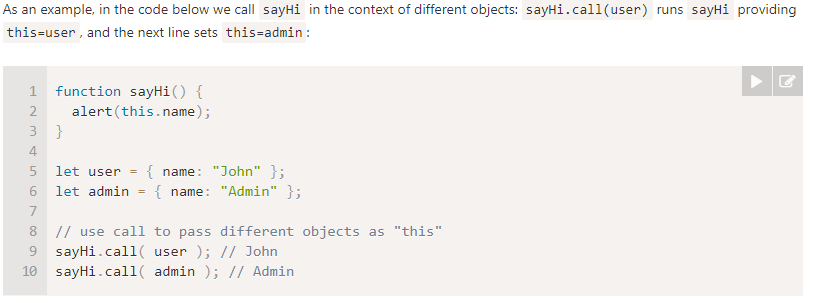 As an example, in the code below we call sayHi in the context of different objects: sayHi.call(user) runs sayHi providing
this=user, and the next line sets this=admin:
1 function sayHi() {
2   alert(this.name);
3 }
4
5 let user = { name: "John" };
6 let admin = { name: "Admin" };
7
8 // use call to pass different objects as "this"
9 sayHi.call( user ); // John
10 sayHi.call( admin ); // Admin